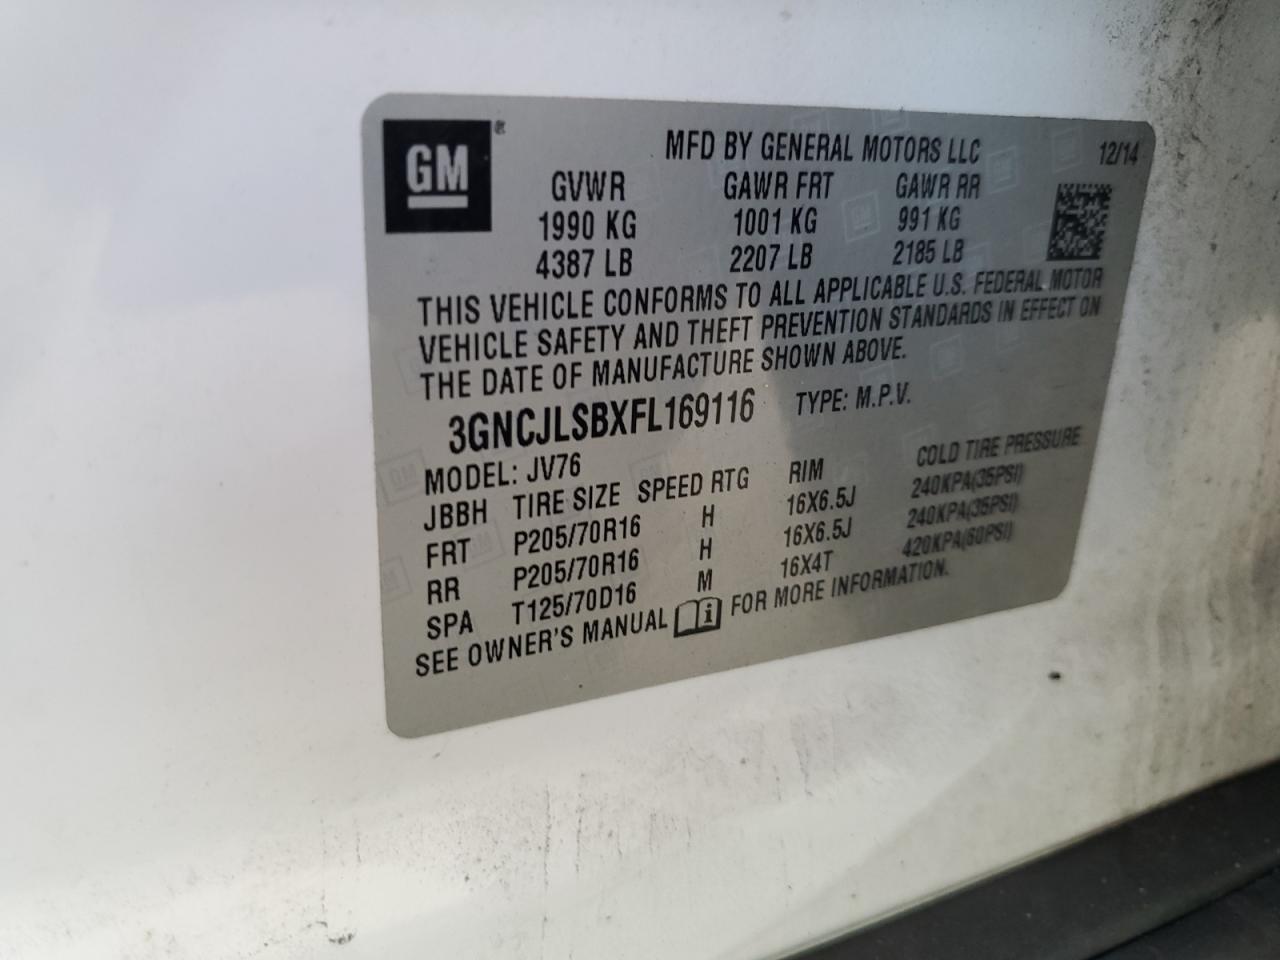 GM®
MFD BY GENERAL MOTORS LLC 12/14
GVWR GAWR FRT GAWR RR
1990 KG 1001 KG 991 KG
4387 LB 2207 LB 2185 LB
THIS VEHICLE CONFORMS TO ALL APPLICABLE U.S. FEDERAL MOTOR
VEHICLE SAFETY AND THEFT PREVENTION STANDARDS IN EFFECT ON
THE DATE OF MANUFACTURE SHOWN ABOVE.
3GNCJLSBXFL169116 TYPE: M.P.V.
MODEL: JV76
JBBH TIRE SIZE SPEED RTG RIM COLD TIRE PRESSURE
FRT P205/70R16 H 16X6.5J 240KPA(35PSI)
RR P205/70R16 H 16X6.5J 240KPA(35PSI)
SPA T125/70D16 M 16X4T 420KPA(60PSI)
SEE OWNER'S MANUAL i FOR MORE INFORMATION.